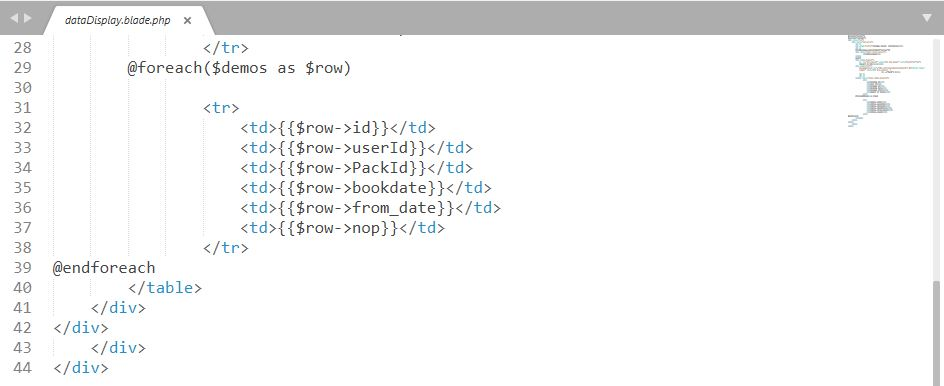 dataDisplay.blade.php ×
28 </tr>
29 @foreach($demos as $row)
30
31 <tr>
32 <td>{{$row->id}}</td>
33 <td>{{$row->userId}}</td>
34 <td>{{$row->PackId}}</td>
35 <td>{{$row->bookdate}}</td>
36 <td>{{$row->from_date}}</td>
37 <td>{{$row->nop}}</td>
38 </tr>
39 @endforeach
40 </table>
41 </div>
42 </div>
43 </div>
44 </div>